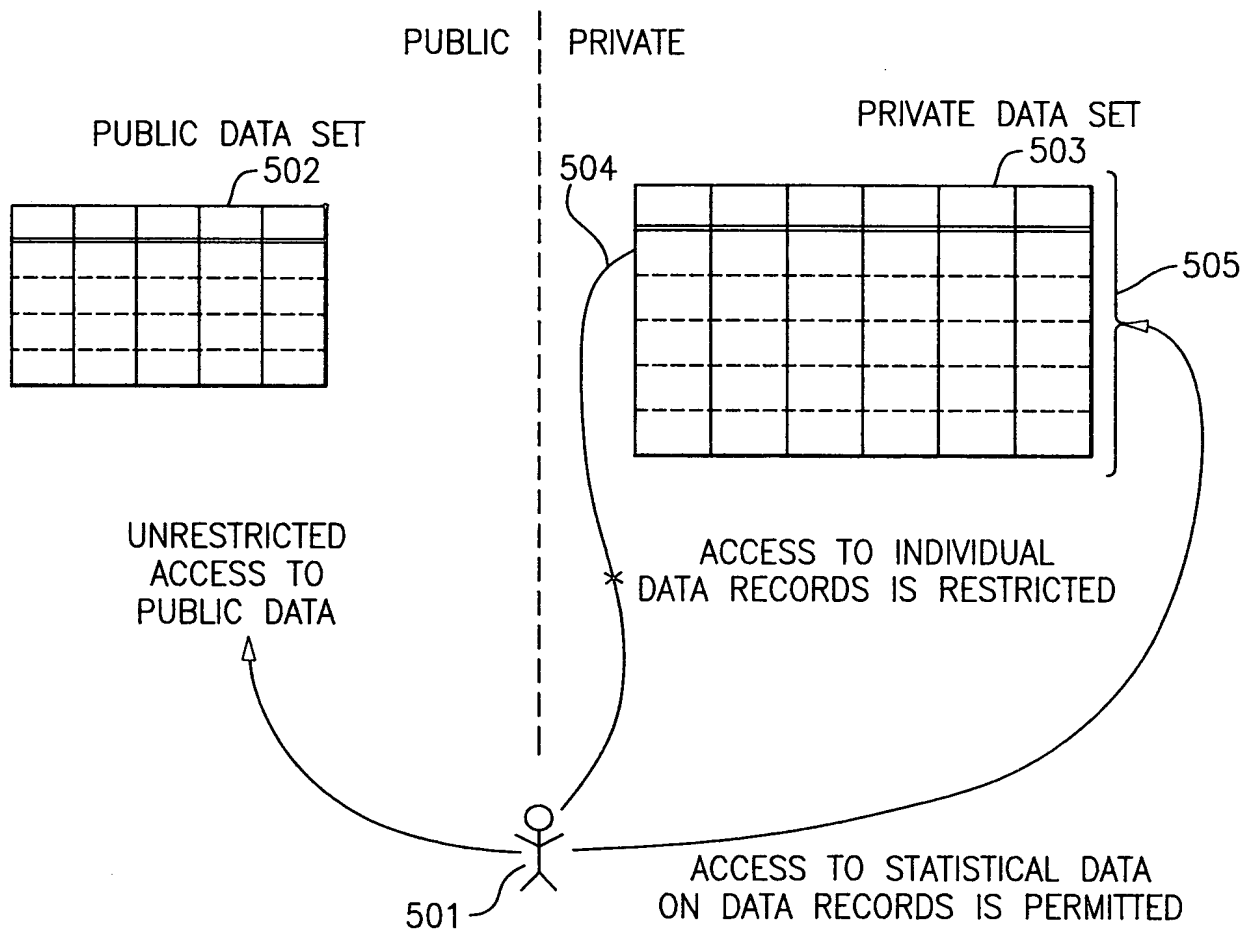 PUBLIC
PRIVATE
PUBLIC DATA SET
502
PRIVATE DATA SET
503
504
505
UNRESTRICTED
ACCESS TO
PUBLIC DATA
ACCESS TO INDIVIDUAL
DATA RECORDS IS RESTRICTED
501
ACCESS TO STATISTICAL DATA
ON DATA RECORDS IS PERMITTED